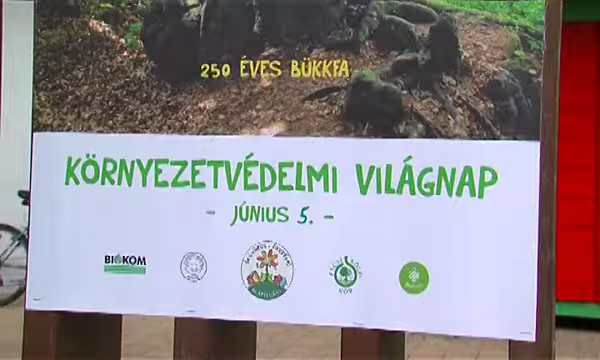 250 ÉVES BÜKKFA
KÖRNYEZETVÉDELMI VILÁGNAP
- JÚNIUS 5. -
BIOKOM